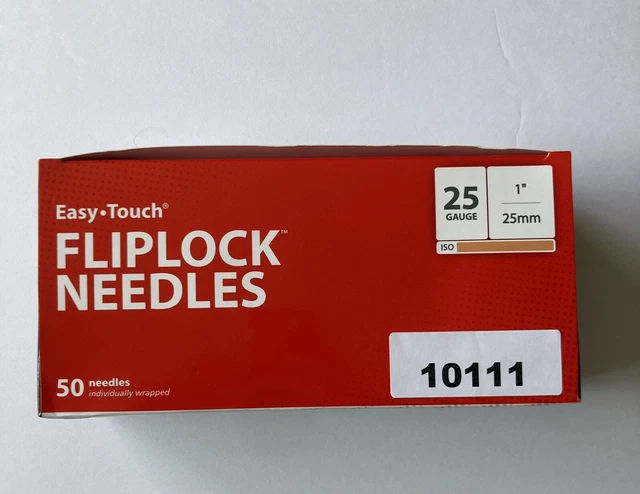 Easy•Touch®
FLIPLOCK™
NEEDLES
25
GAUGE
1"
25mm
ISO
50 needles
individually wrapped
10111